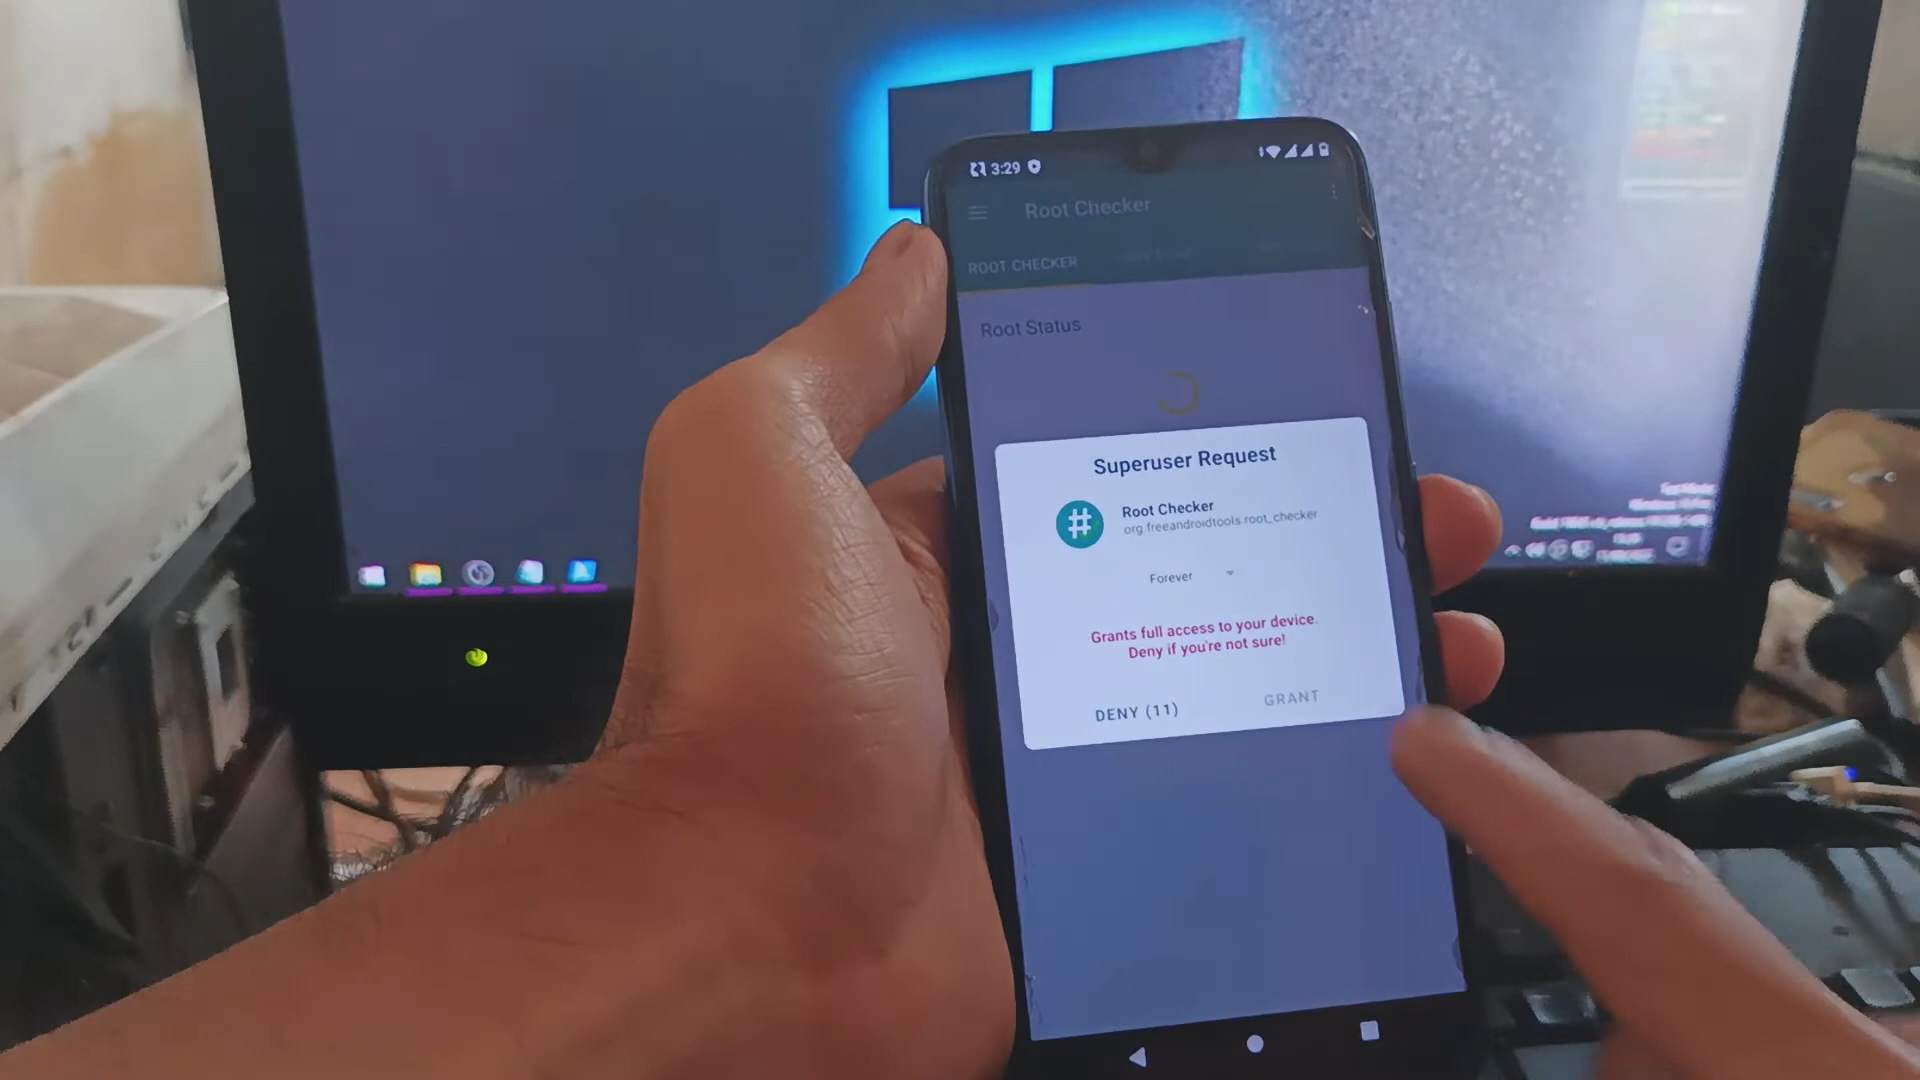 3:29
Root Checker
ROOT CHECKER
Root Status
Superuser Request
Root Checker
org.freeandroidtools.root_checker
Forever
Grants full access to your device.
Deny if you're not sure!
DENY (11)
GRANT